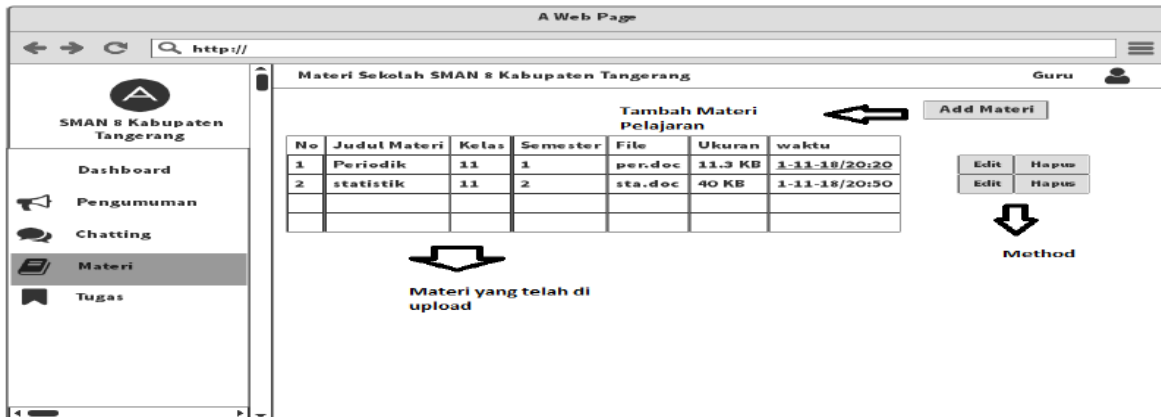 A Web Page
http://
SMAN 8 Kabupaten
Tangerang
Dashboard
Pengumuman
Chatting
Materi
Tugas
Materi Sekolah SMAN 8 Kabupaten Tangerang
Guru
Tambah Materi
Pelajaran
Add Materi
No Judul Materi Kelas Semester File Ukuran waktu
1 Periodik 11 1 per.doc 11.3 KB 1-11-18/20:20 Edit Hapus
2 statistik 11 2 sta.doc 40 KB 1-11-18/20:50 Edit Hapus
Method
Materi yang telah di
upload